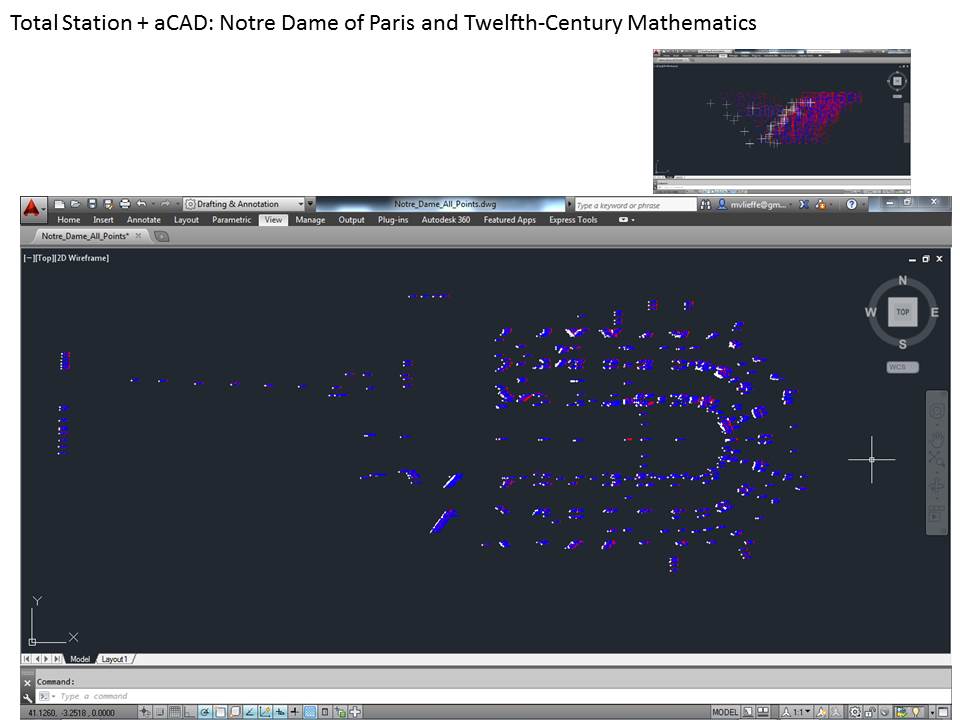 Total Station + aCAD: Notre Dame of Paris and Twelfth-Century Mathematics
Drafting & Annotation Notre_Dame_All_Points.dwg Type a keyword or phrase mvlieffe@gm...
Home Insert Annotate Layout Parametric View Manage Output Plug-ins Autodesk 360 Featured Apps Express Tools
Notre_Dame_All_Points*
[−][Top][2D Wireframe]
N
W TOP E
S
WCS
Y
X
Model Layout1
Command:
Type a command
41.1260, -3.2518, 0.0000 MODEL 1:1